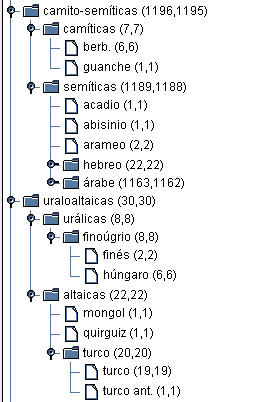 camito-semíticas (1196,1195)
camíticas (7,7)
berb. (6,6)
guanche (1,1)
semíticas (1189,1188)
acadio (1,1)
abisinio (1,1)
arameo (2,2)
hebreo (22,22)
árabe (1163,1162)
uraloaltaicas (30,30)
urálicas (8,8)
finoúgrio (8,8)
finés (2,2)
húngaro (6,6)
altaicas (22,22)
mongol (1,1)
quirguiz (1,1)
turco (20,20)
turco (19,19)
turco ant. (1,1)